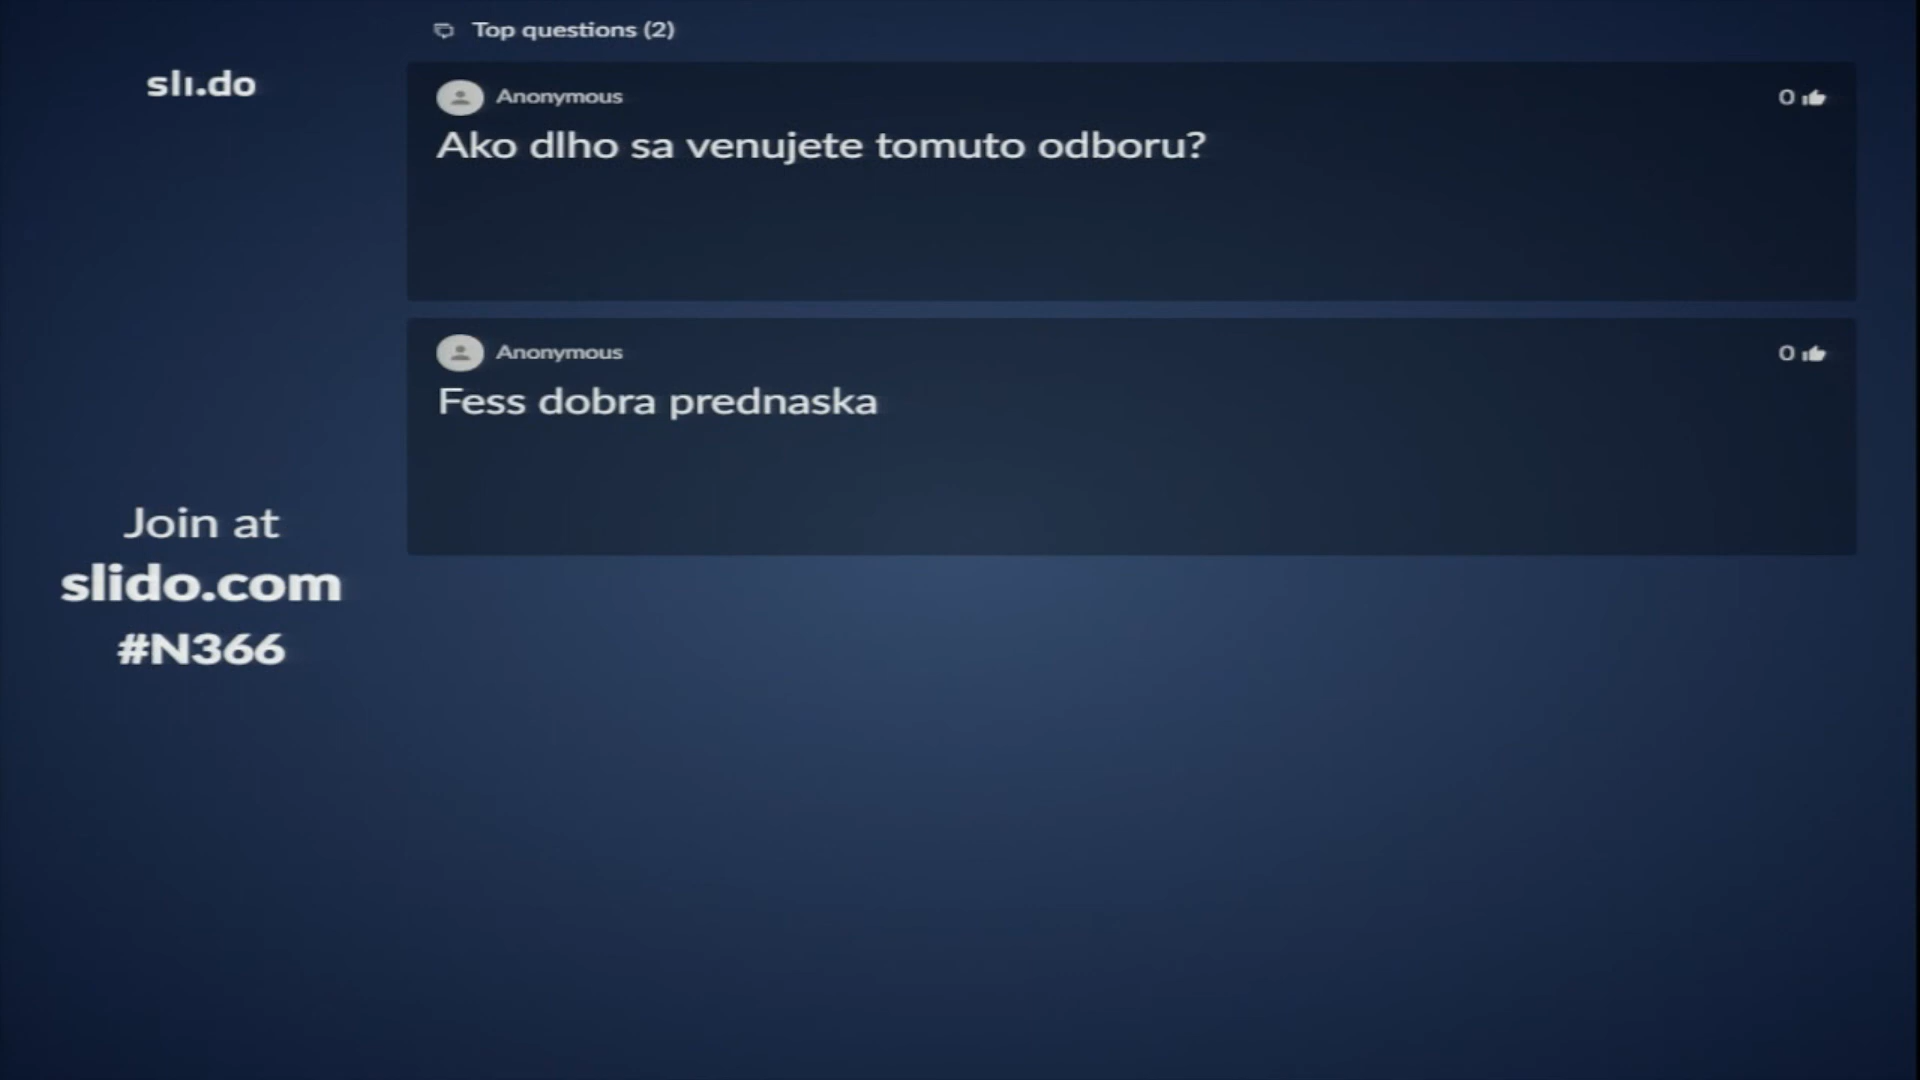 Top questions (2)
sli.do
Anonymous
0
Ako dlho sa venujete tomuto odboru?
Anonymous
0
Fess dobra prednaska
Join at
slido.com
#N366